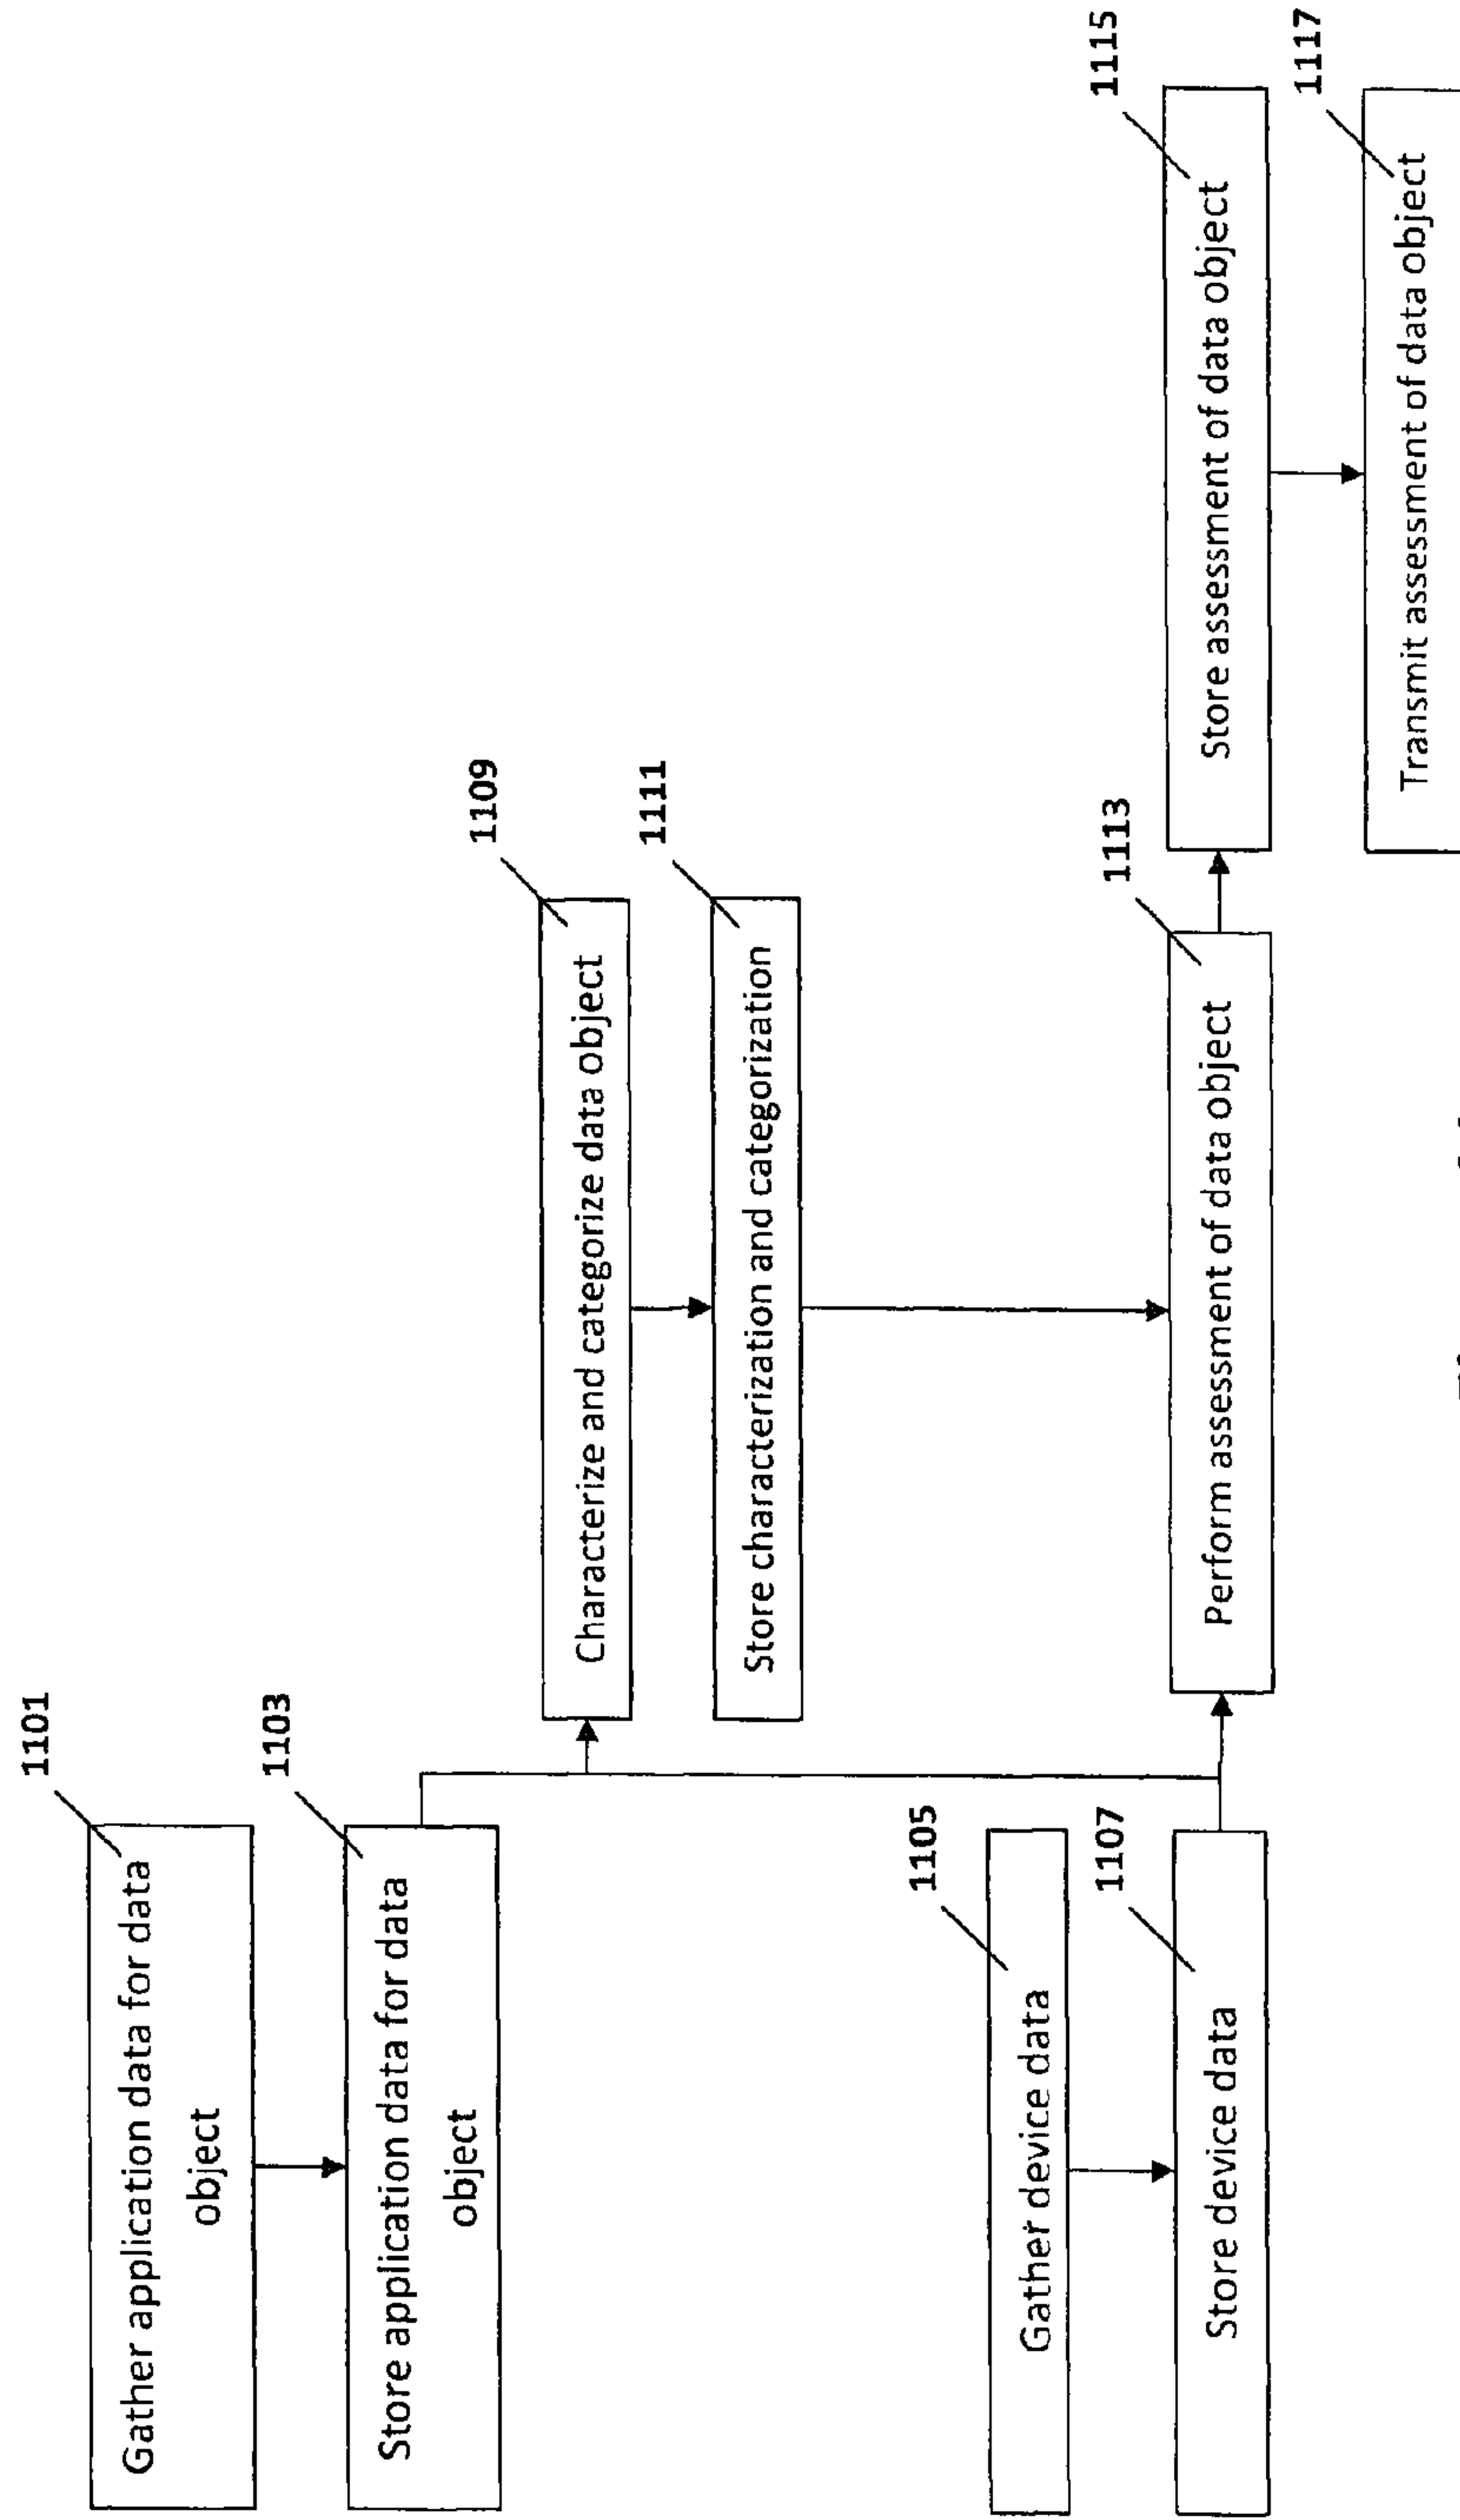 1101
Gather application data for data
object
1103
Store application data for data
object
1105
Gather device data
1107
Store device data
1109
Characterize and categorize data object
1111
Store characterization and categorization
1113
Perform assessment of data object
1115
Store assessment of data object
1117
Transmit assessment of data object